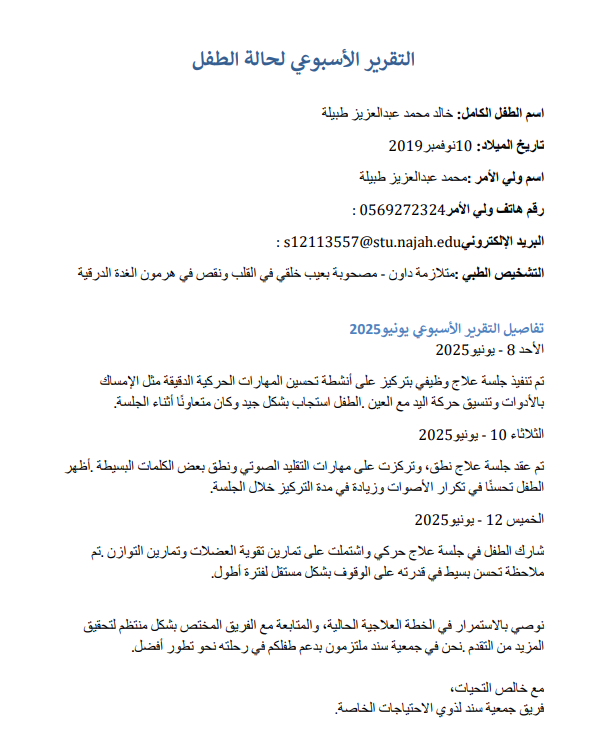 التقرير الأسبوعي لحالة الطفل
اسم الطفل الكامل: خالد محمد عبدالعزيز طبيلة
تاريخ الميلاد: 10نوفمبر2019
اسم ولي الأمر :محمد عبدالعزيز طبيلة
رقم هاتف ولي الأمر0569272324 :
البريد الإلكترونيs12113557@stu.najah.edu :
التشخيص الطبي :متلازمة داون - مصحوبة بعيب خلقي في القلب ونقص في هرمون الغدة الدرقية
تفاصيل التقرير الأسبوعي يونيو2025
الأحد 8 - يونيو2025
تم تنفيذ جلسة علاج وظيفي بتركيز على أنشطة تحسين المهارات الحركية الدقيقة مثل الإمساك
بالأدوات وتنسيق حركة اليد مع العين .الطفل استجاب بشكل جيد وكان متعاونًا أثناء الجلسة.
الثلاثاء 10 - يونيو2025
تم عقد جلسة علاج نطق، وتركزت على مهارات التقليد الصوتي ونطق بعض الكلمات البسيطة .أظهر
الطفل تحسنًا في تكرار الأصوات وزيادة في مدة التركيز خلال الجلسة.
الخميس 12 - يونيو2025
شارك الطفل في جلسة علاج حركي واشتملت على تمارين تقوية العضلات وتمارين التوازن .تم
ملاحظة تحسن بسيط في قدرته على الوقوف بشكل مستقل لفترة أطول.
نوصي بالاستمرار في الخطة العلاجية الحالية، والمتابعة مع الفريق المختص بشكل منتظم لتحقيق
المزيد من التقدم .نحن في جمعية سند ملتزمون بدعم طفلكم في رحلته نحو تطور أفضل.
مع خالص التحيات،
فريق جمعية سند لذوي الاحتياجات الخاصة.